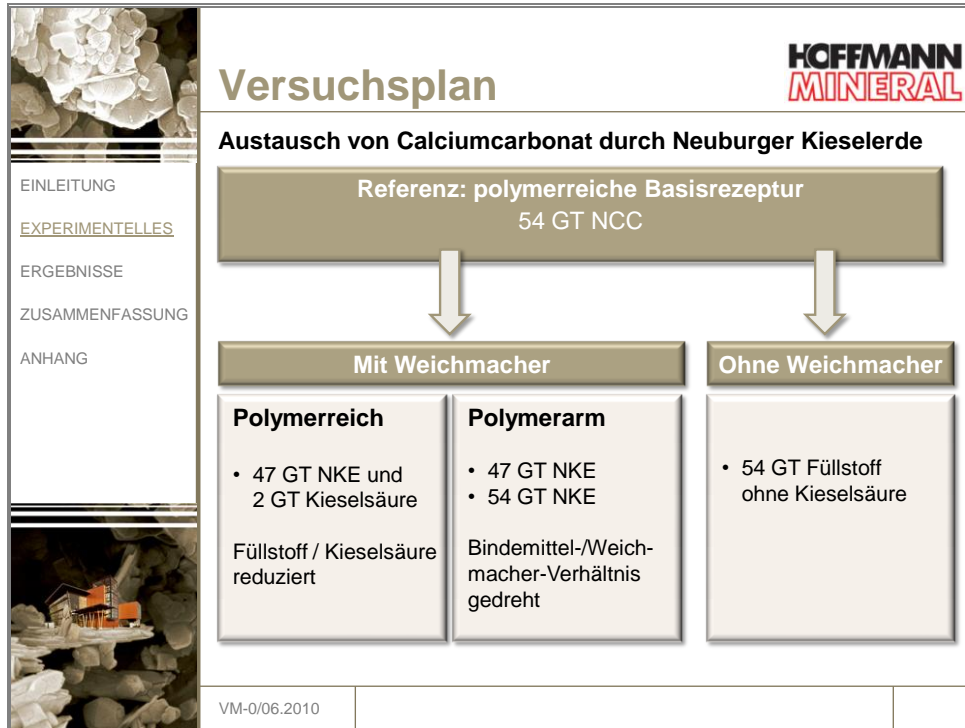 Versuchsplan
HOFFMANN
MINERAL
Austausch von Calciumcarbonat durch Neuburger Kieselerde
EINLEITUNG
EXPERIMENTELLES
ERGEBNISSE
ZUSAMMENFASSUNG
ANHANG
Referenz: polymerreiche Basisrezeptur
54 GT NCC
Mit Weichmacher
Polymerreich
• 47 GT NKE und
2 GT Kieselsäure
Füllstoff / Kieselsäure
reduziert
Polymerarm
• 47 GT NKE
• 54 GT NKE
Bindemittel-/Weich-
macher-Verhältnis
gedreht
Ohne Weichmacher
• 54 GT Füllstoff
ohne Kieselsäure
VM-0/06.2010